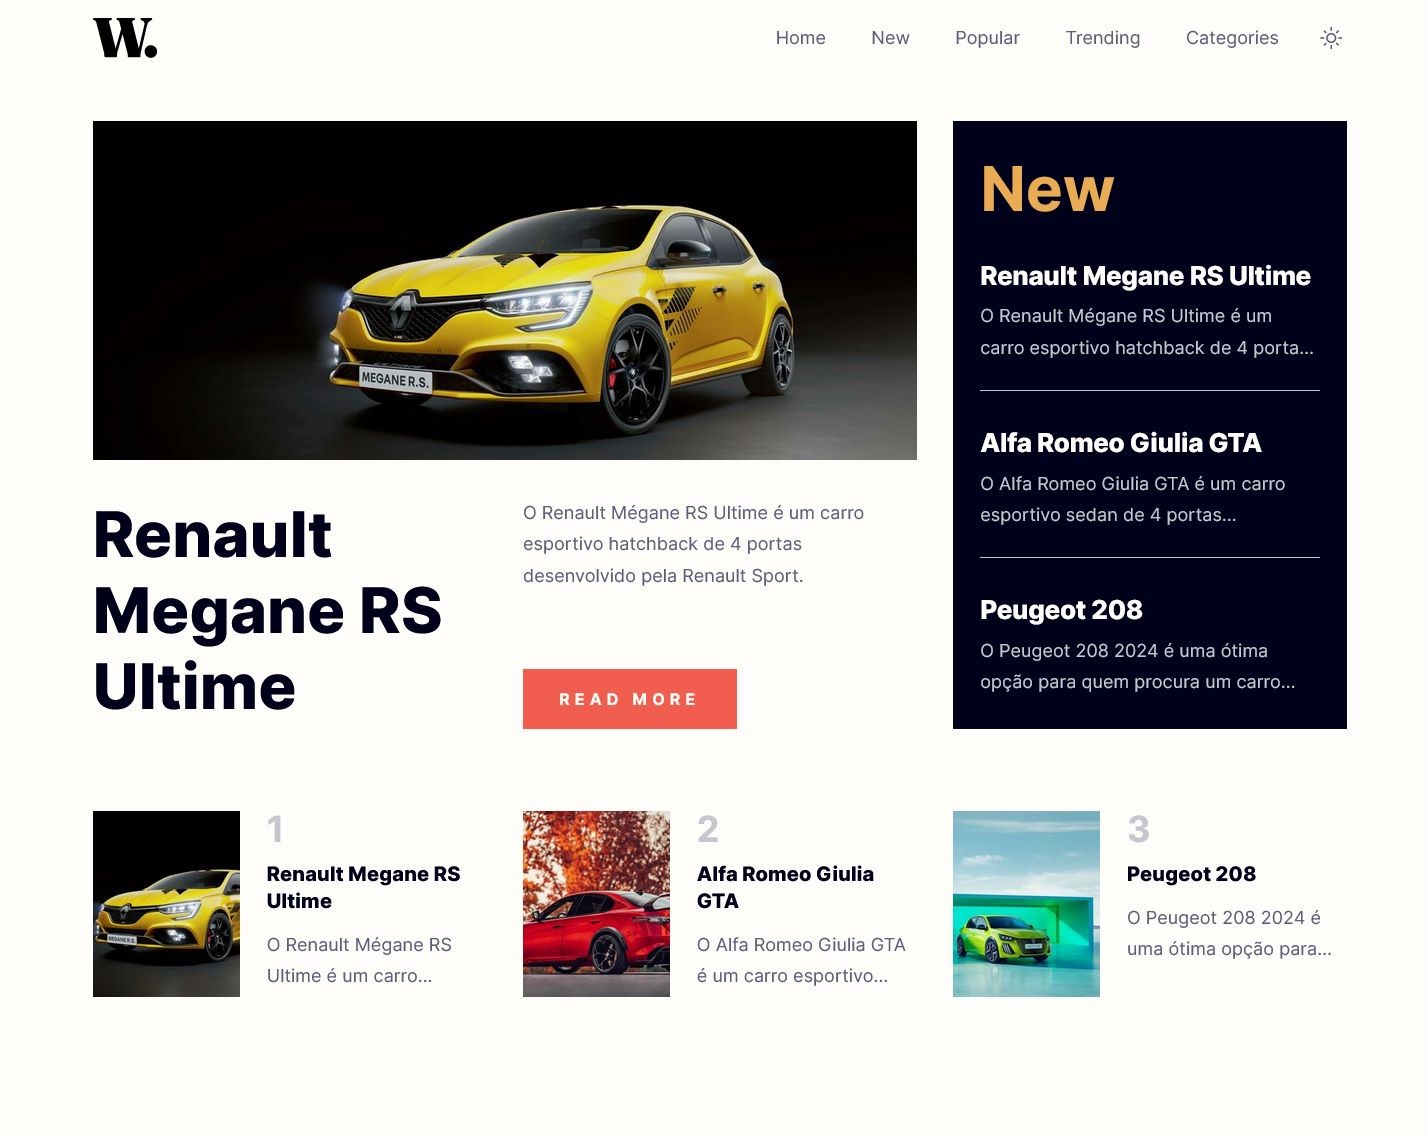 W.
Home New Popular Trending Categories
MEGANE R.S.
Renault
Megane RS
Ultime
O Renault Mégane RS Ultime é um carro
esportivo hatchback de 4 portas
desenvolvido pela Renault Sport.
READ MORE
New
Renault Megane RS Ultime
O Renault Mégane RS Ultime é um
carro esportivo hatchback de 4 porta...
Alfa Romeo Giulia GTA
O Alfa Romeo Giulia GTA é um carro
esportivo sedan de 4 portas...
Peugeot 208
O Peugeot 208 2024 é uma ótima
opção para quem procura um carro...
MEGANE R.S.
1
Renault Megane RS
Ultime
O Renault Mégane RS
Ultime é um carro...
2
Alfa Romeo Giulia
GTA
O Alfa Romeo Giulia GTA
é um carro esportivo...
3
Peugeot 208
O Peugeot 208 2024 é
uma ótima opção para...